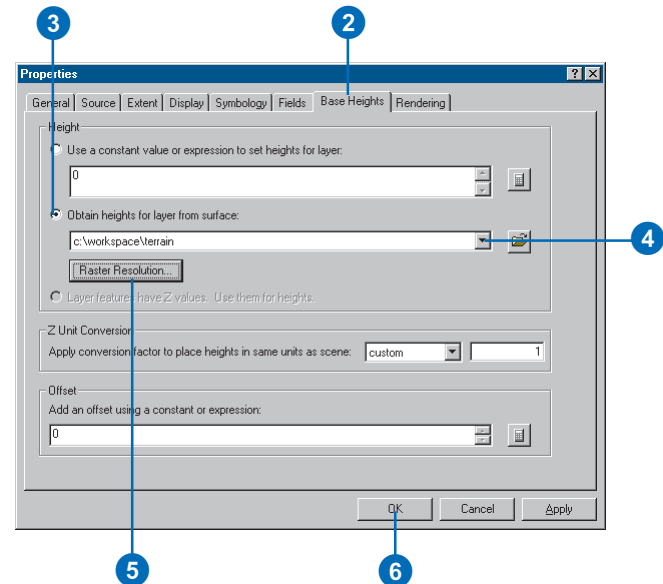 3
2
Properties
General Source Extent Display Symbology Fields Base Heights Rendering
Height
Use a constant value or expression to set heights for layer:
0
Obtain heights for layer from surface:
c:\workspace\terrain
4
Raster Resolution...
Layer features have Z values. Use them for heights.
Z Unit Conversion
Apply conversion factor to place heights in same units as scene: custom 1
Offset
Add an offset using a constant or expression:
0
OK Cancel Apply
5
6